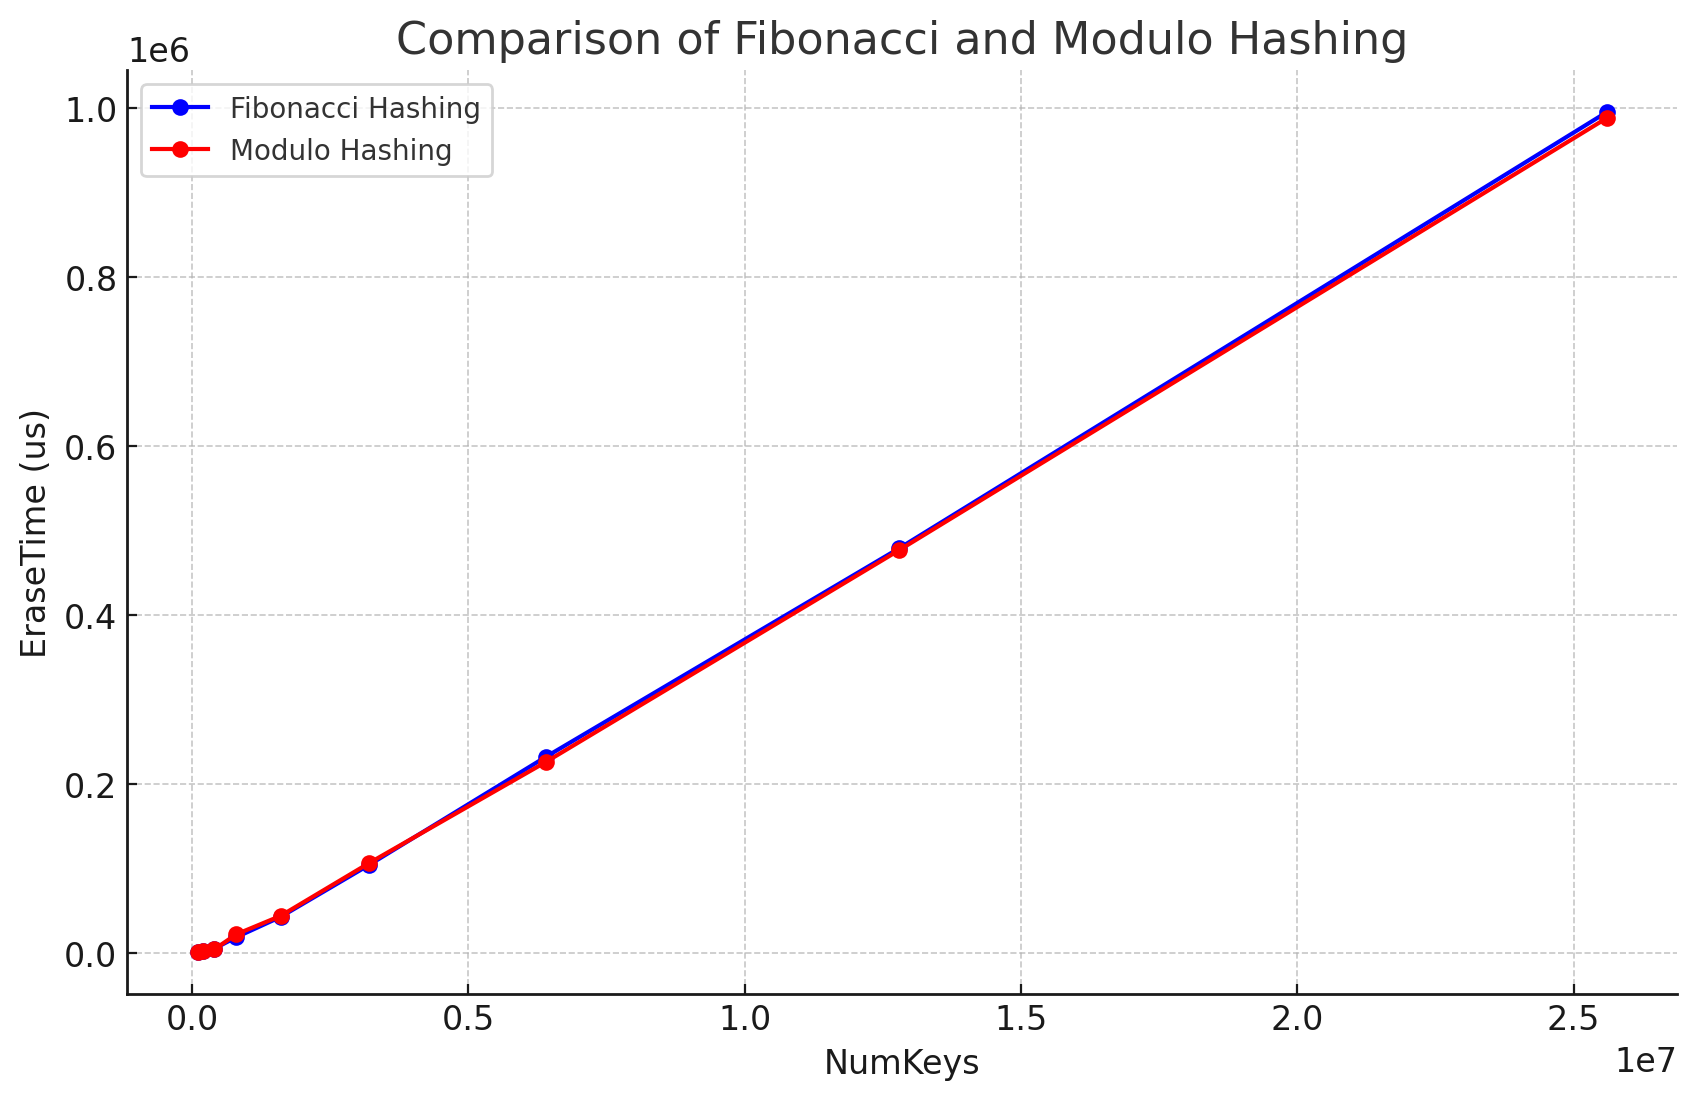 Comparison of Fibonacci and Modulo Hashing
1e6
Fibonacci Hashing
Modulo Hashing
1.0
0.8
0.6
0.4
0.2
0.0
EraseTime (us)
0.0 0.5 1.0 1.5 2.0 2.5
NumKeys
1e7